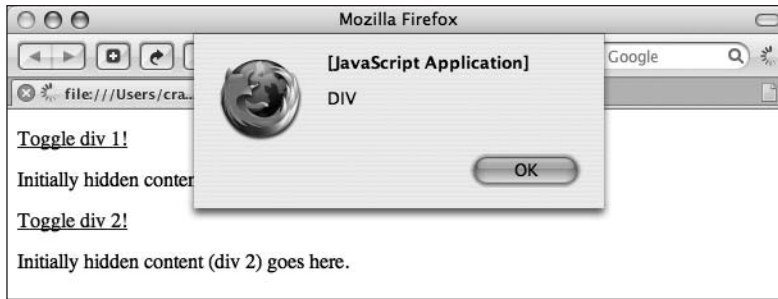 Mozilla Firefox
Google
[JavaScript Application]
DIV
OK
file:///Users/cra...
Toggle div 1!
Initially hidden
Toggle div 2!
Initially hidden content (div 2) goes here.